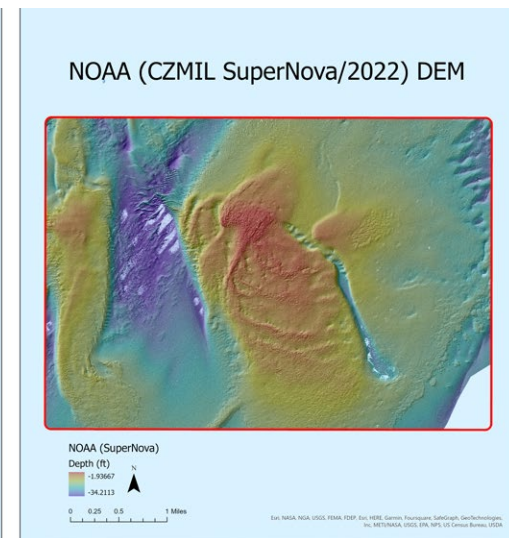 NOAA (CZMIL SuperNova/2022) DEM
NOAA (SuperNova)
Depth (ft)
-1.93667
-34.2113
N
0 0.25 0.5 1 Miles
Esri, NASA, NGA, USGS, FEMA, FDEP, Esri, HERE, Garmin, Foursquare, SafeGraph, GeoTechnologies,
Inc, METI/NASA, USGS, EPA, NPS, US Census Bureau, USDA